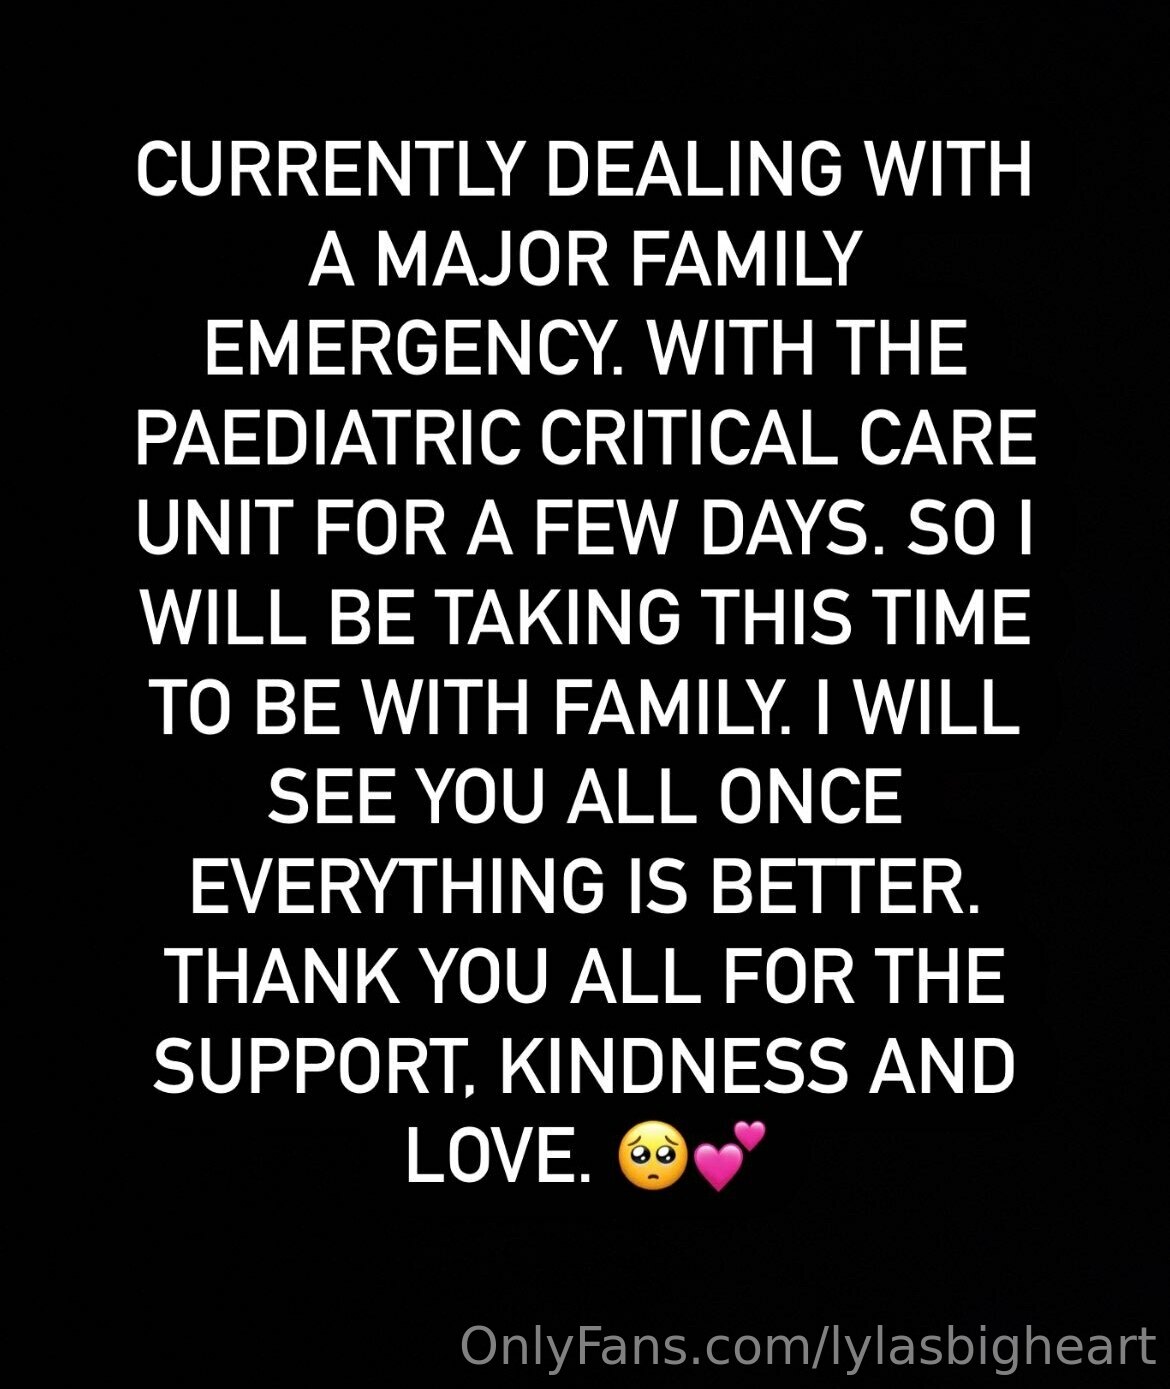 CURRENTLY DEALING WITH
A MAJOR FAMILY
EMERGENCY. WITH THE
PAEDIATRIC CRITICAL CARE
UNIT FOR A FEW DAYS. SO I
WILL BE TAKING THIS TIME
TO BE WITH FAMILY. I WILL
SEE YOU ALL ONCE
EVERYTHING IS BETTER.
THANK YOU ALL FOR THE
SUPPORT, KINDNESS AND
LOVE. 🥺💕
OnlyFans.com/lylasbigheart